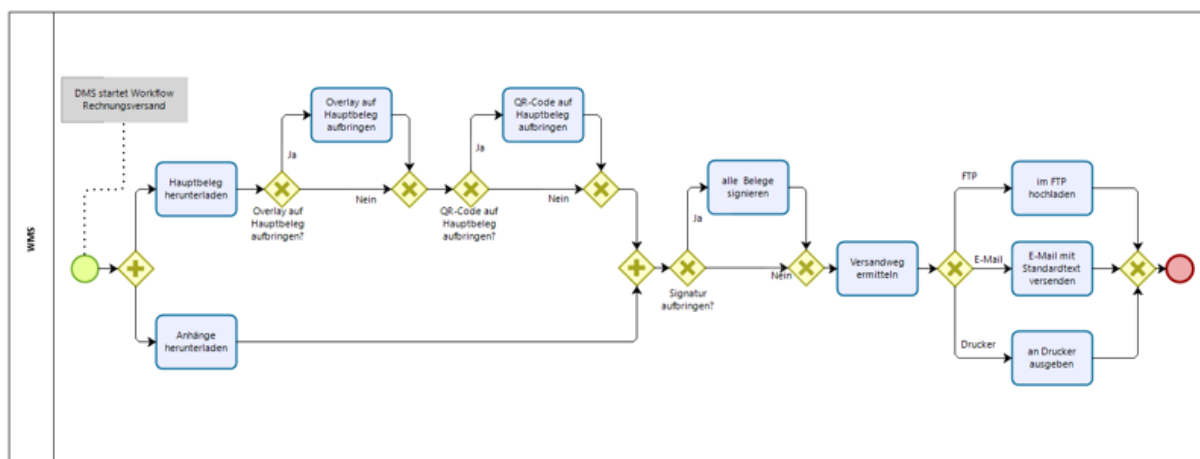 WMS
DMS startet Workflow
Rechnungsversand
Hauptbeleg
herunterladen
Anhänge
herunterladen
Overlay auf
Hauptbeleg
aufbringen?
Ja
Nein
Overlay auf
Hauptbeleg
aufbringen
QR-Code auf
Hauptbeleg
aufbringen?
Ja
Nein
QR-Code auf
Hauptbeleg
aufbringen
Signatur
aufbringen?
Ja
Nein
alle Belege
signieren
Versandweg
ermitteln
FTP
im FTP
hochladen
E-Mail
E-Mail mit
Standardtext
versenden
Drucker
an Drucker
ausgeben